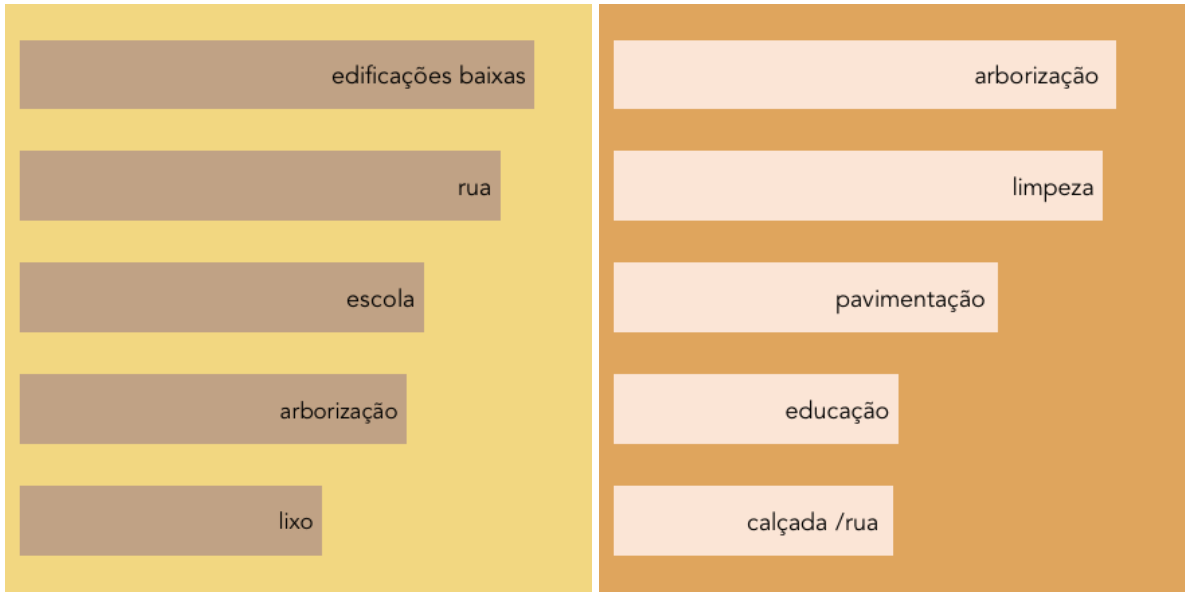 edificações baixas
rua
escola
arborização
lixo
arborização
limpeza
pavimentação
educação
calçada /rua